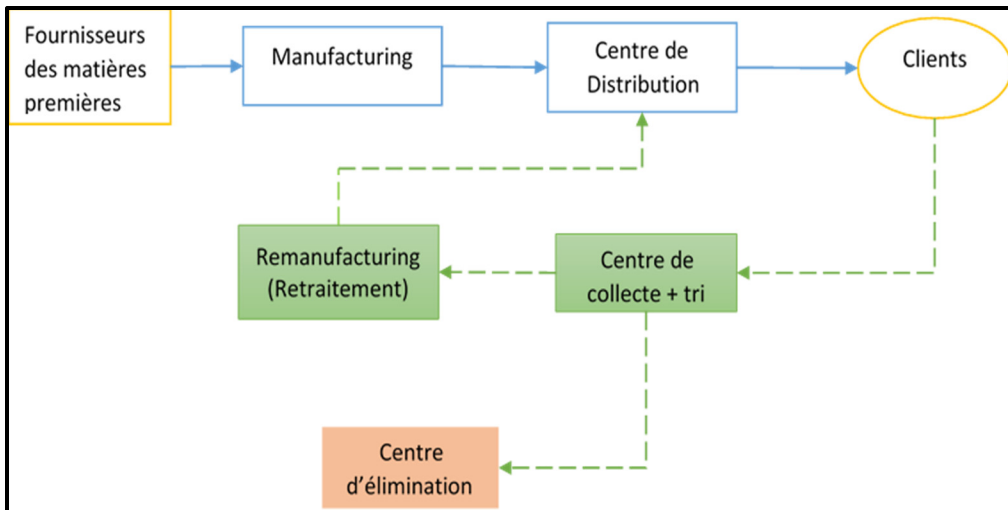 Fournisseurs
des matières
premières
Manufacturing
Centre de
Distribution
Clients
Remanufacturing
(Retraitement)
Centre de
collecte + tri
Centre
d'élimination